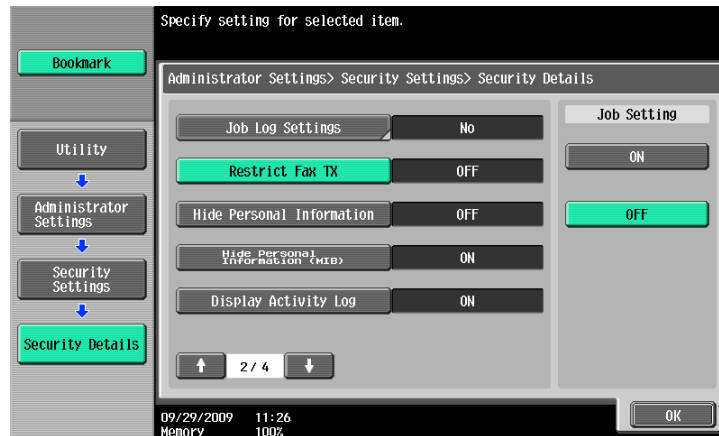 Specify setting for selected item.
Bookmark
Administrator Settings> Security Settings> Security Details
Utility
Administrator
Settings
Security
Settings
Security Details
Job Log Settings No
Restrict Fax TX OFF
Hide Personal Information OFF
Hide Personal
Information (MIB) ON
Display Activity Log ON
2/ 4
Job Setting
ON
OFF
09/29/2009 11:26
Memory 100%
OK